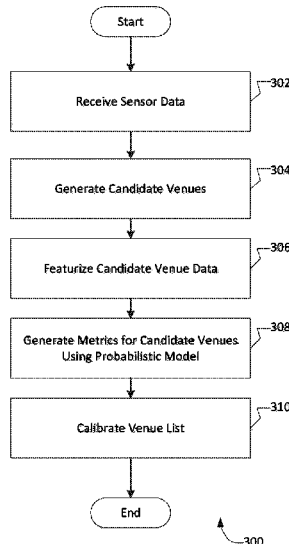 Start
Receive Sensor Data
302
Generate Candidate Venues
304
Featurize Candidate Venue Data
306
Generate Metrics for Candidate Venues
Using Probabilistic Model
308
Calibrate Venue List
310
End
300